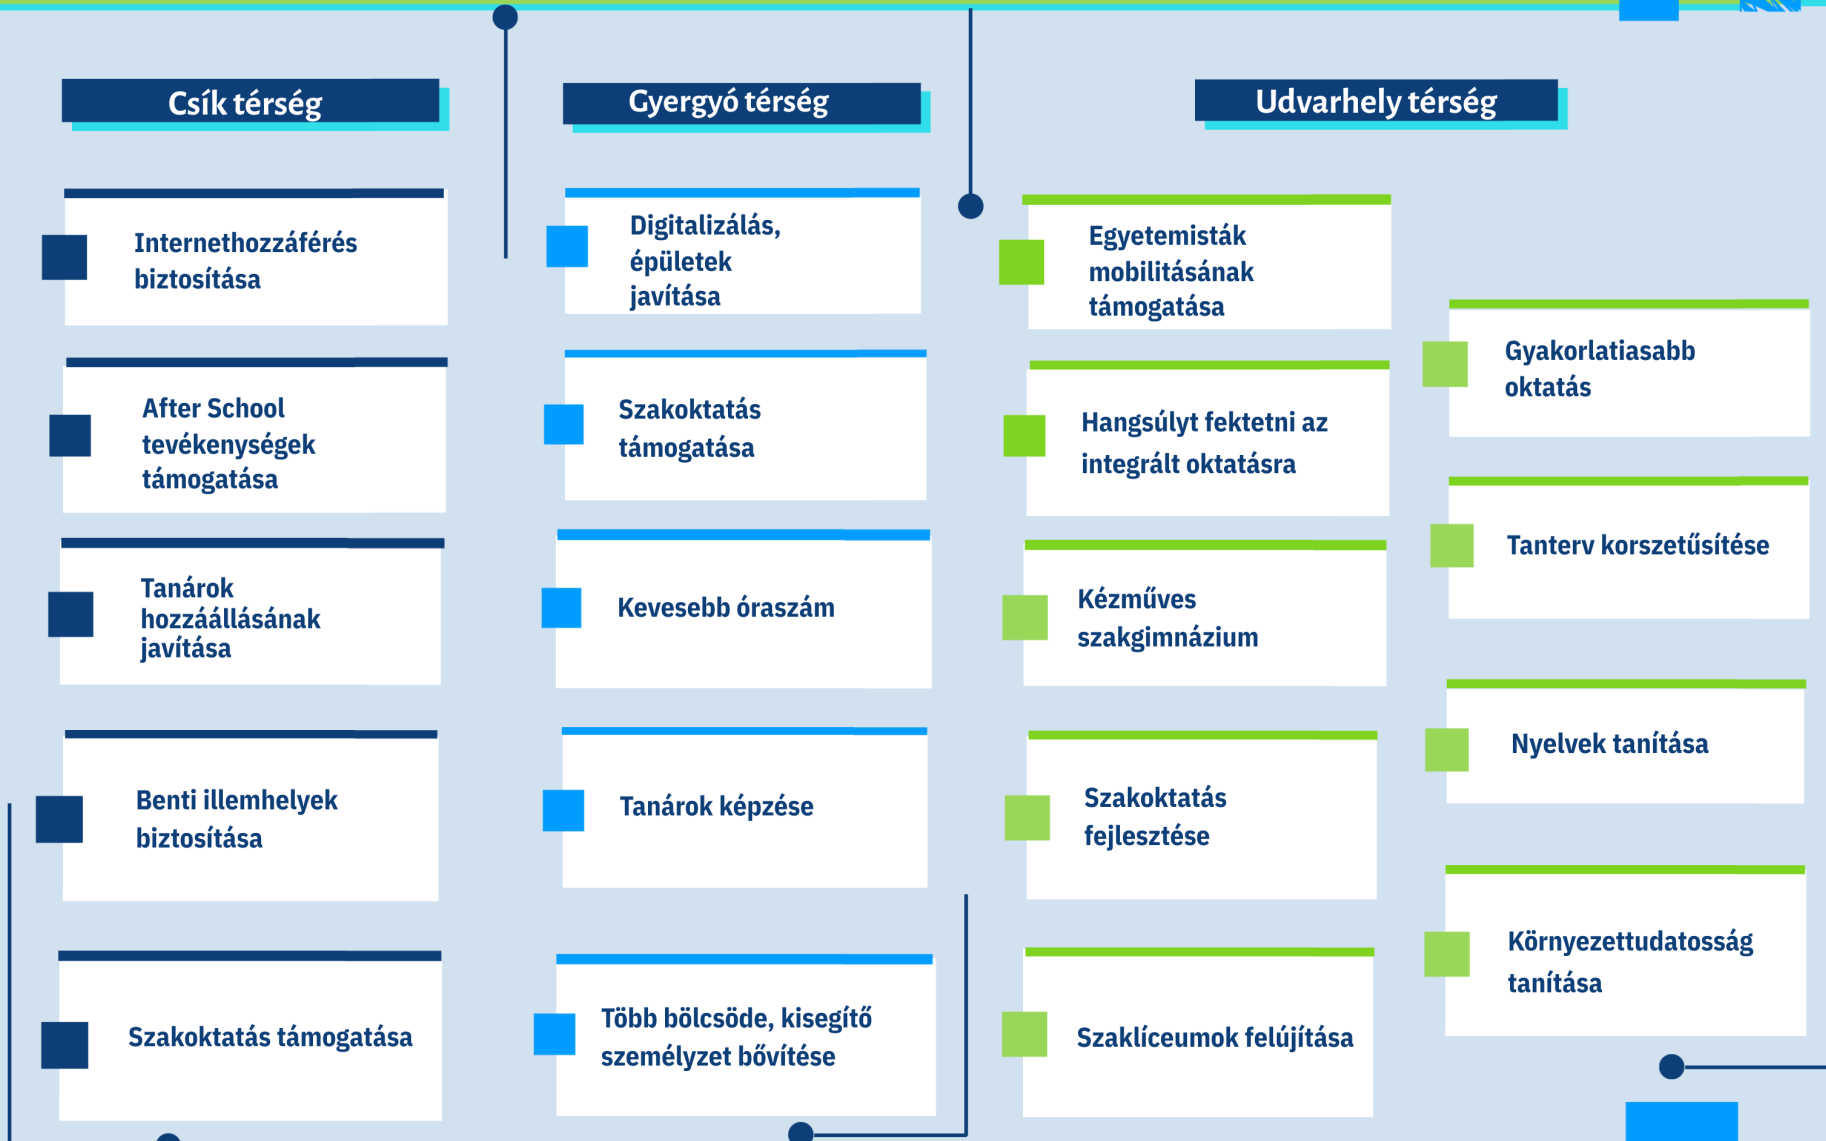 Csík térség
Internethozzáférés
biztosítása
After School
tevékenységek
támogatása
Tanárok
hozzáállásának
javítása
Benti illemhelyek
biztosítása
Szakoktatás támogatása
Gyergyó térség
Digitalizálás,
épületek
javítása
Szakoktatás
támogatása
Kevesebb óraszám
Tanárok képzése
Több bölcsöde, kisegítő
személyzet bővítése
Udvarhely térség
Egyetemisták
mobilitásának
támogatása
Hangsúlyt fektetni az
integrált oktatásra
Kézműves
szakgimnázium
Szakoktatás
fejlesztése
Szaklíceumok felújítása
Gyakorlatiasabb
oktatás
Tanterv korszetűsítése
Nyelvek tanítása
Környezettudatosság
tanítása